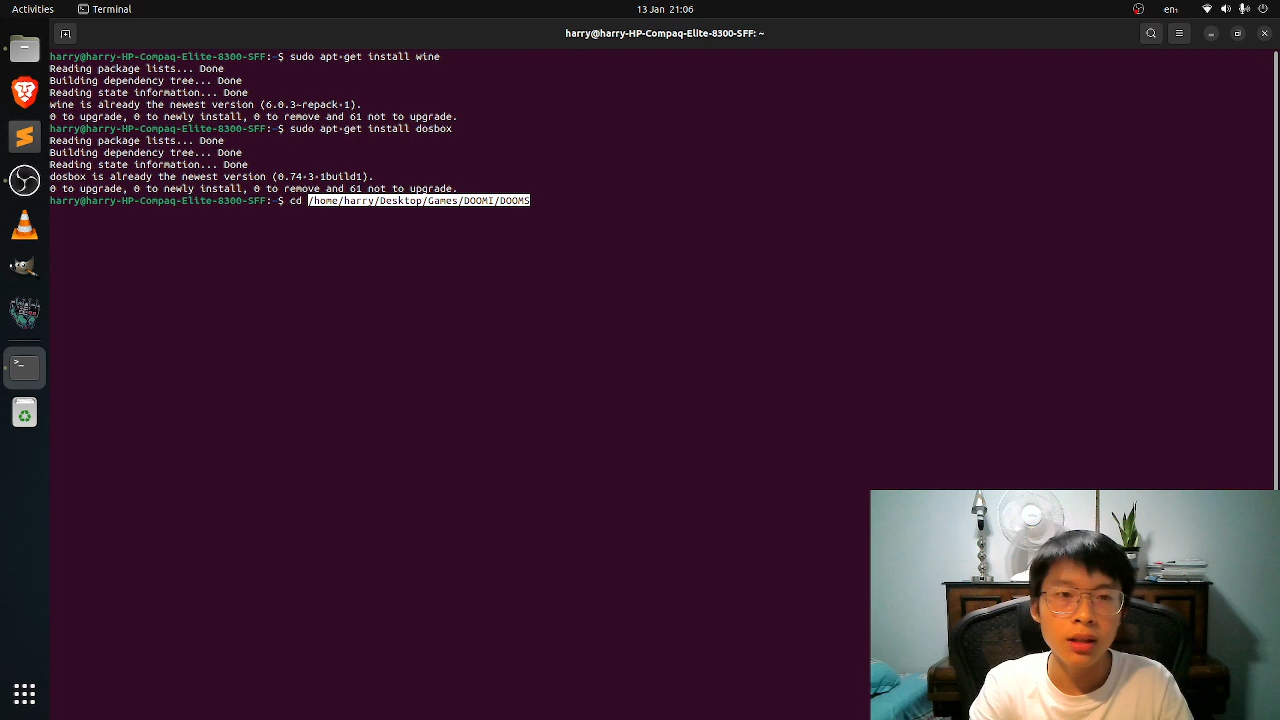 Activities
Terminal
13 Jan 21:06
en₁
harry@harry-HP-Compaq-Elite-8300-SFF: ~
harry@harry-HP-Compaq-Elite-8300-SFF:~$ sudo apt-get install wine
Reading package lists... Done
Building dependency tree... Done
Reading state information... Done
wine is already the newest version (6.0.3~repack-1).
0 to upgrade, 0 to newly install, 0 to remove and 61 not to upgrade.
harry@harry-HP-Compaq-Elite-8300-SFF:~$ sudo apt-get install dosbox
Reading package lists... Done
Building dependency tree... Done
Reading state information... Done
dosbox is already the newest version (0.74-3-1build1).
0 to upgrade, 0 to newly install, 0 to remove and 61 not to upgrade.
harry@harry-HP-Compaq-Elite-8300-SFF:~$ cd /home/harry/Desktop/Games/DOOMI/DOOMS